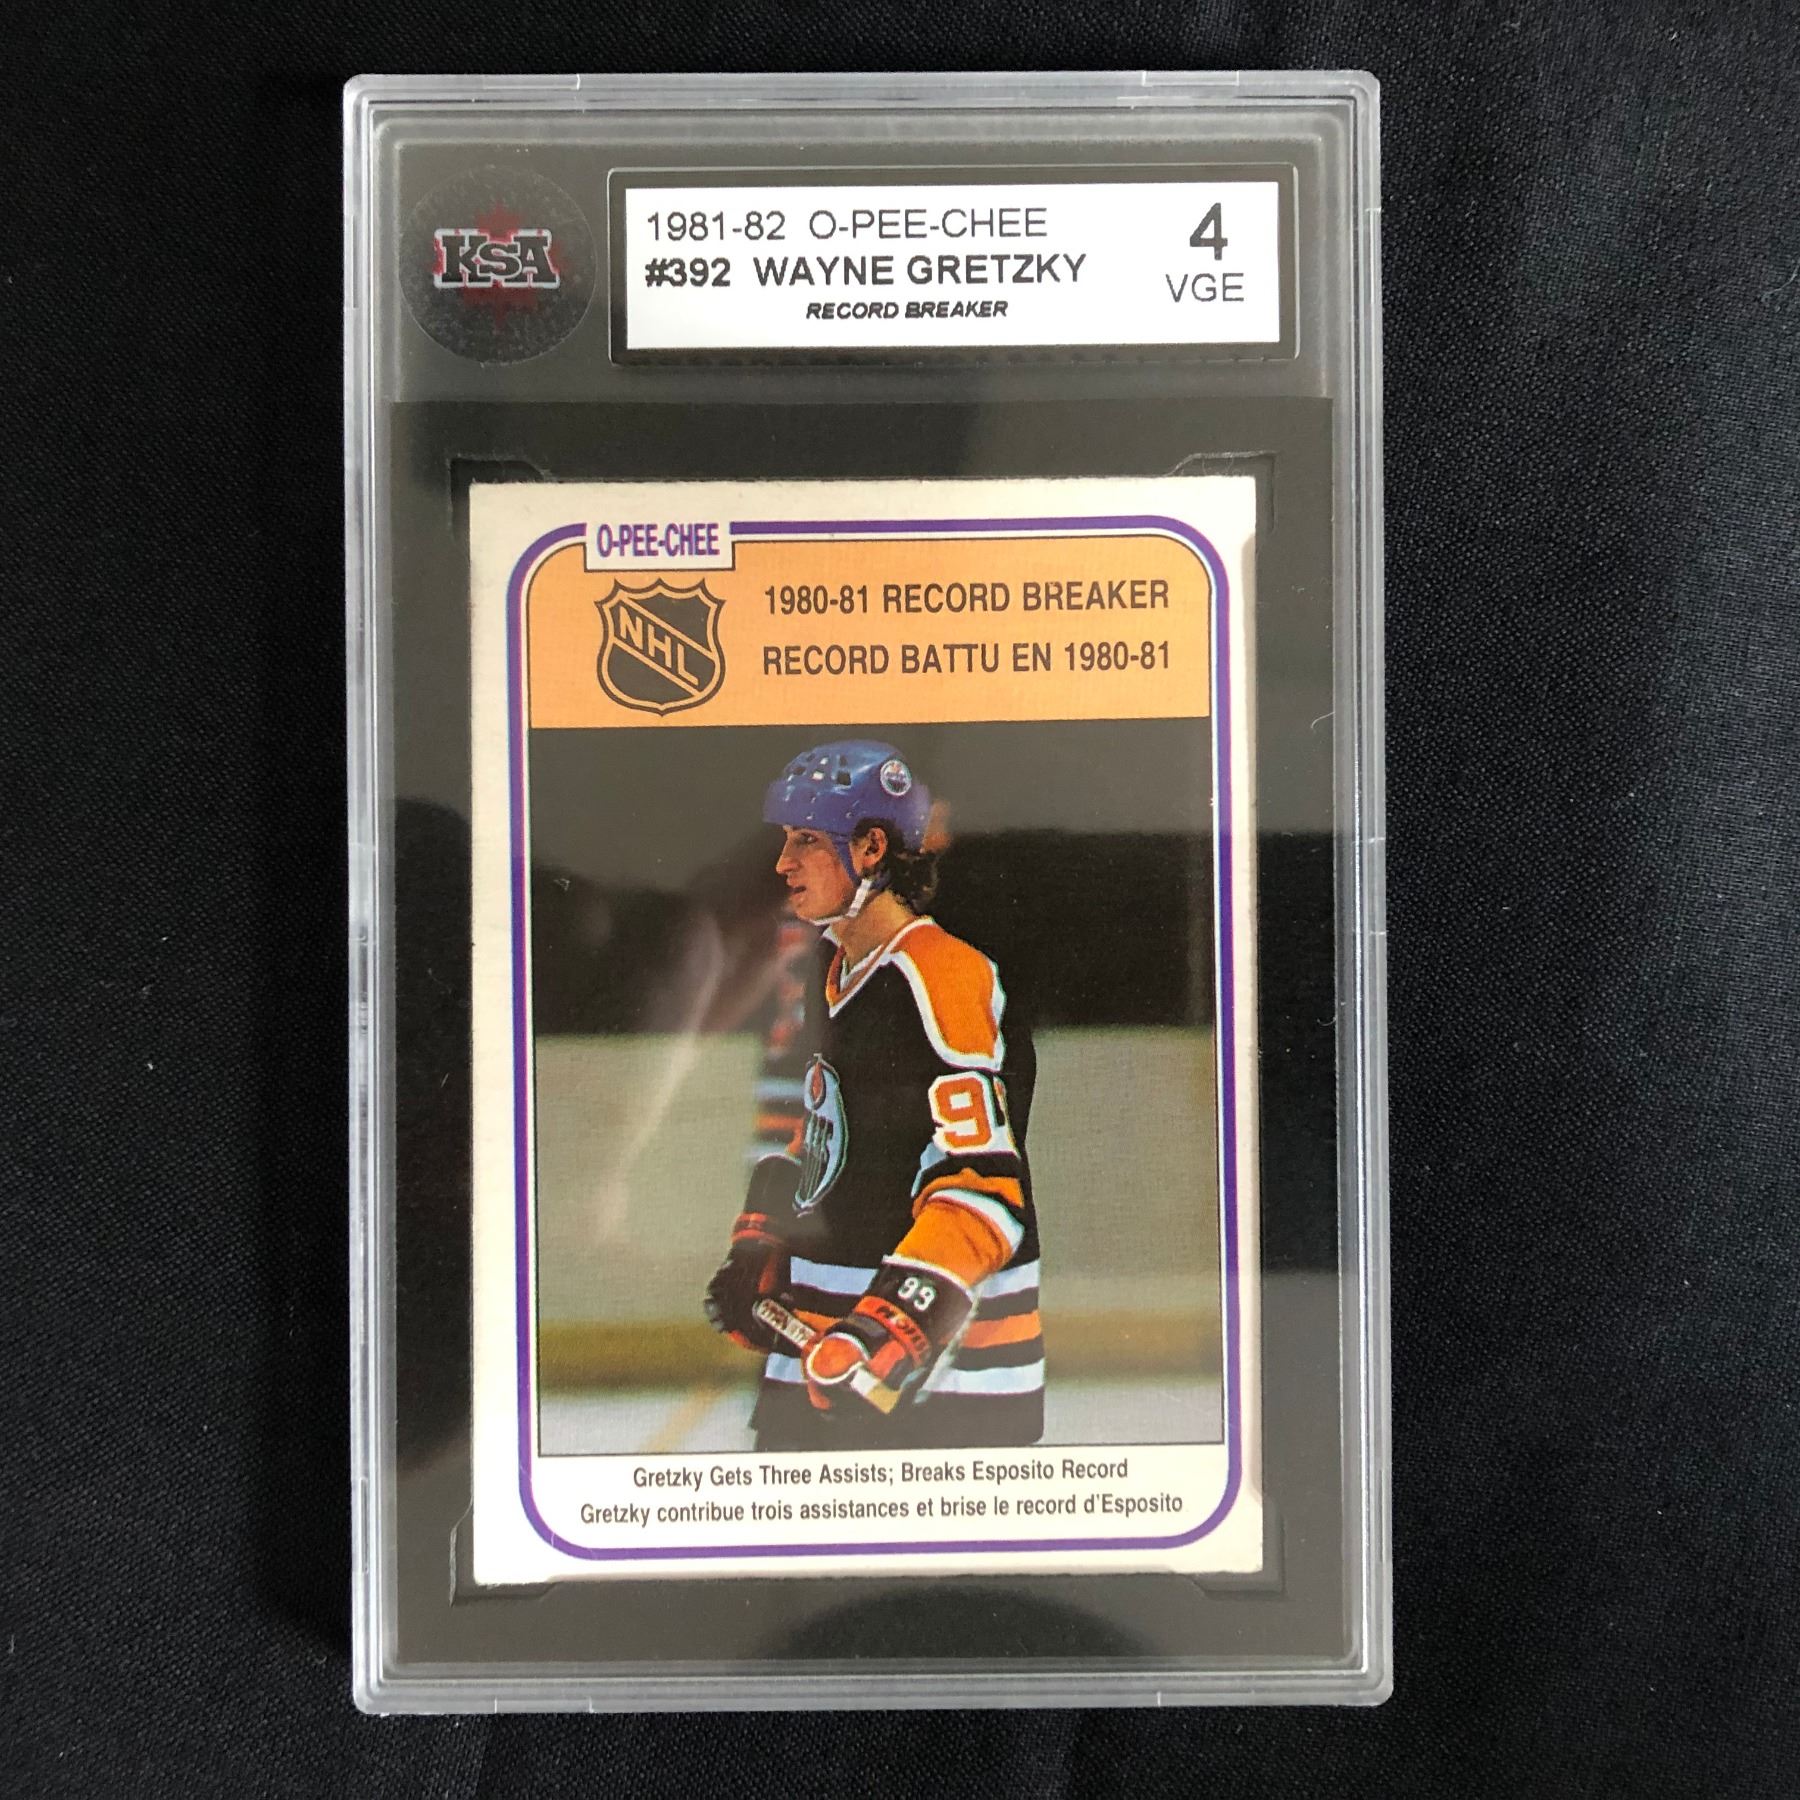 KSA
1981-82 O-PEE-CHEE
4
#392 WAYNE GRETZKY
VGE
RECORD BREAKER
O-PEE-CHEE
NHL
1980-81 RECORD BREAKER
RECORD BATTU EN 1980-81
99
Gretzky Gets Three Assists; Breaks Esposito Record
Gretzky contribue trois assistances et brise le record d'Esposito